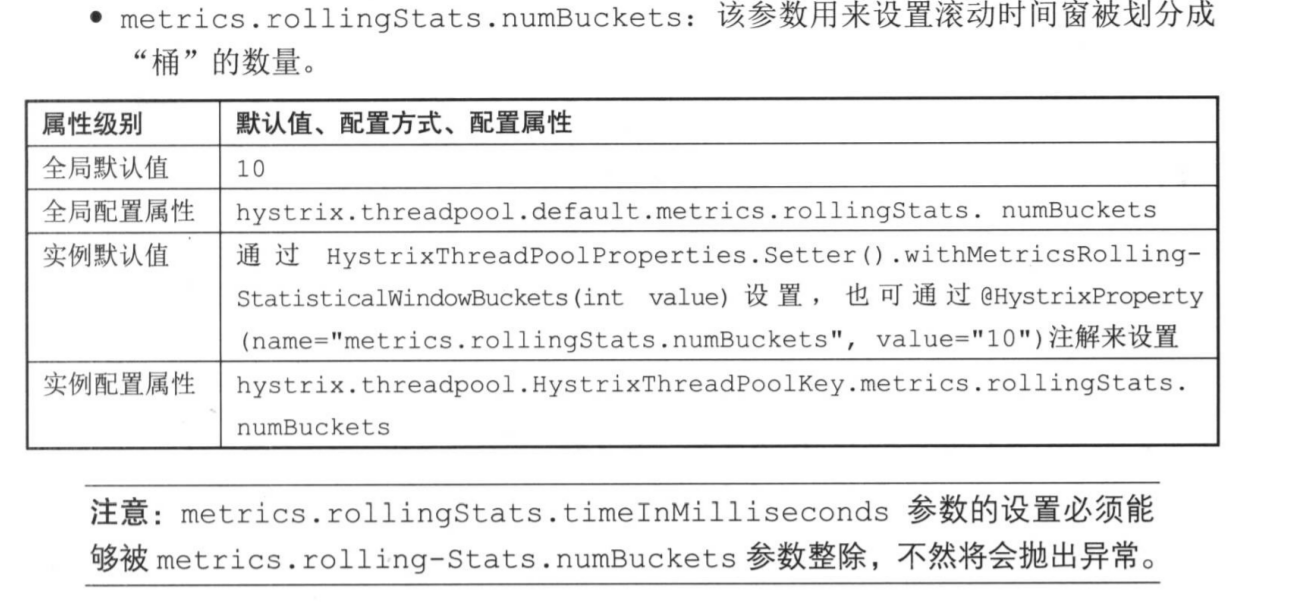 • metrics.rollingStats.numBuckets：该参数用来设置滚动时间窗被划分成
“桶”的数量。
属性级别 默认值、配置方式、配置属性
全局默认值 10
全局配置属性 hystrix.threadpool.default.metrics.rollingStats. numBuckets
实例默认值 通过 HystrixThreadPoolProperties.Setter().withMetricsRolling-
StatisticalWindowBuckets(int value)设置，也可通过@HystrixProperty
(name="metrics.rollingStats.numBuckets", value="10")注解来设置
实例配置属性 hystrix.threadpool.HystrixThreadPoolKey.metrics.rollingStats.
numBuckets
注意：metrics.rollingStats.timeInMilliseconds 参数的设置必须能
够被 metrics.rolling-Stats.numBuckets 参数整除，不然将会抛出异常。